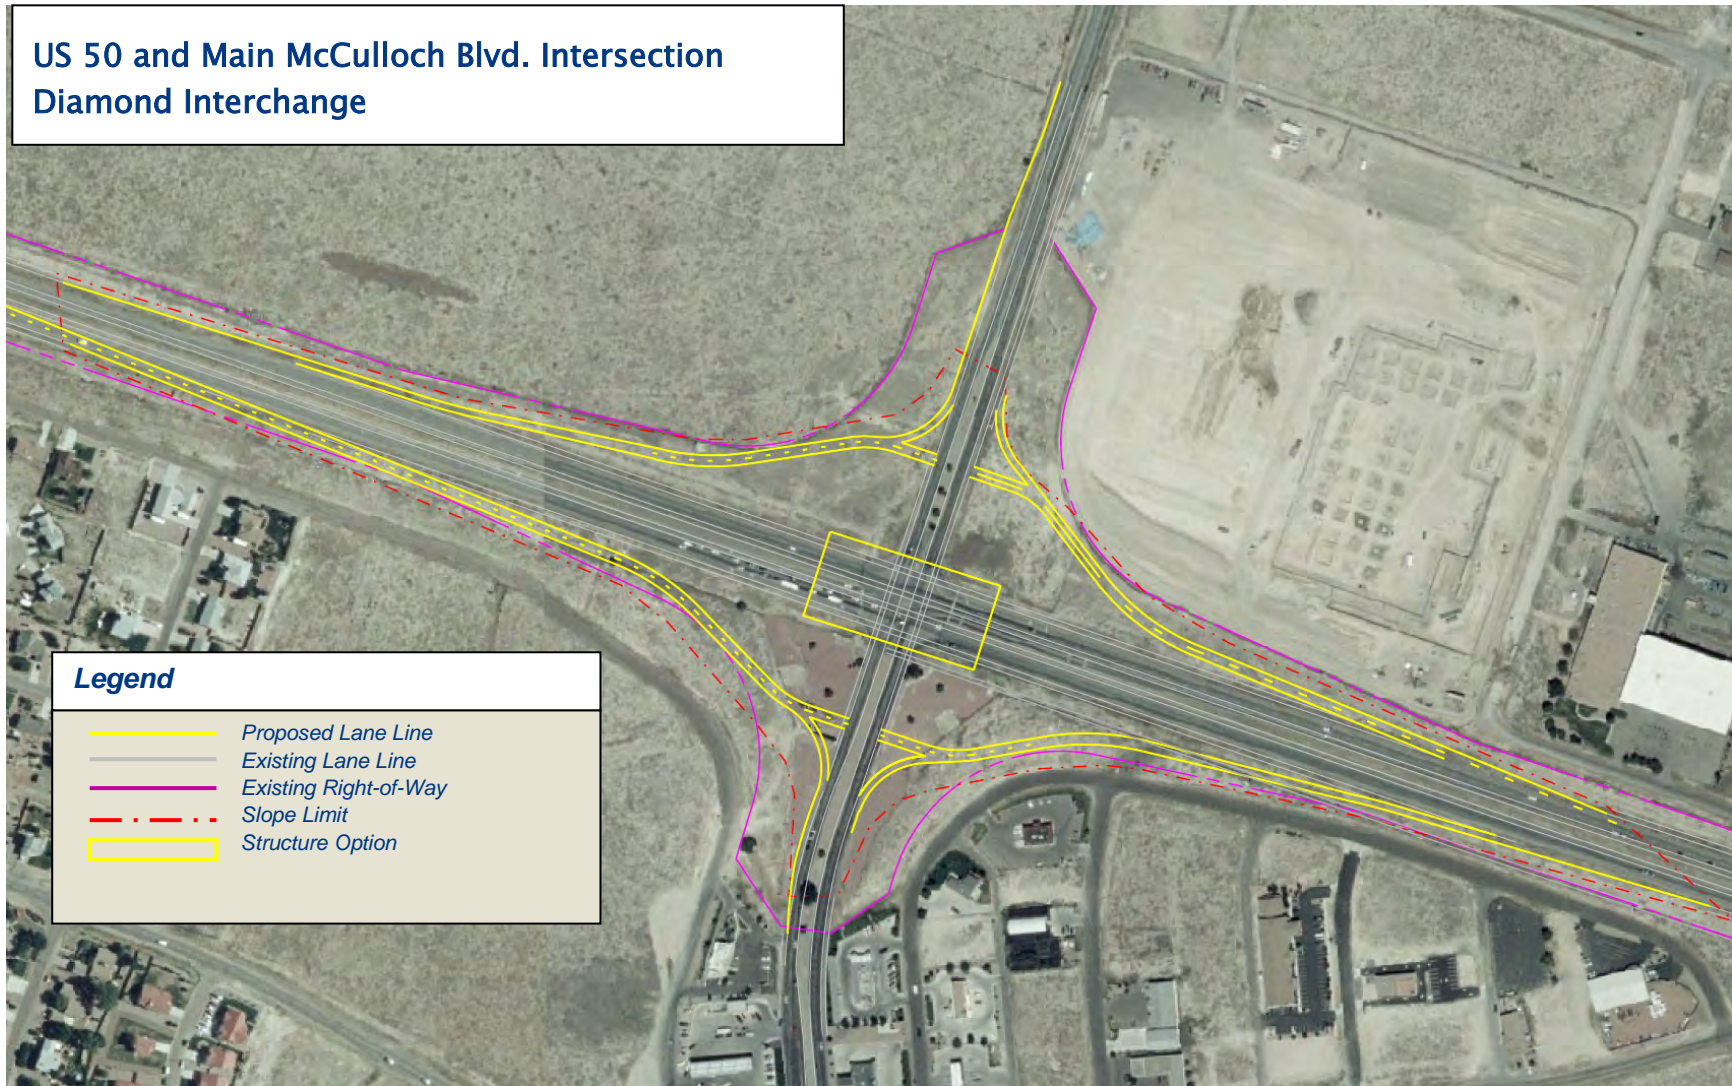 US 50 and Main McCulloch Blvd. Intersection
Diamond Interchange
Legend
Proposed Lane Line
Existing Lane Line
Existing Right-of-Way
Slope Limit
Structure Option